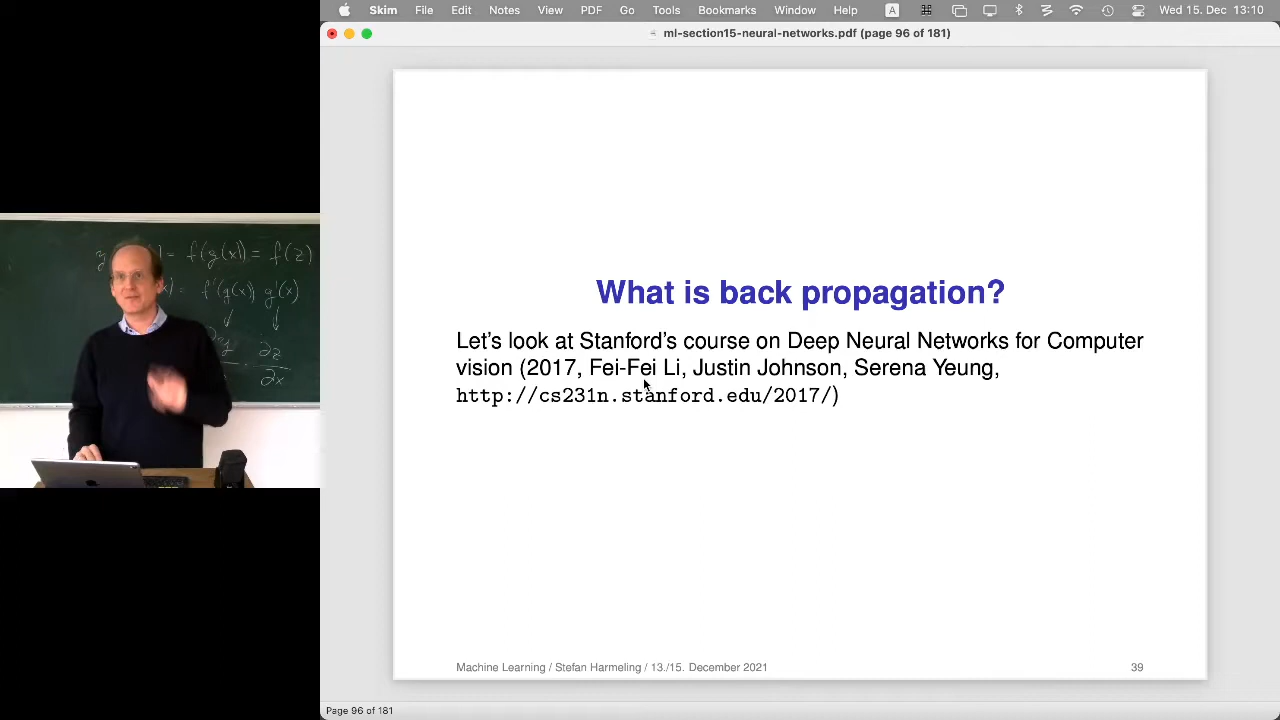 Skim File Edit Notes View PDF Go Tools Bookmarks Window Help A Wed 15. Dec 13:10
ml-section15-neural-networks.pdf (page 96 of 181)
What is back propagation?
Let's look at Stanford's course on Deep Neural Networks for Computer
vision (2017, Fei-Fei Li, Justin Johnson, Serena Yeung,
http://cs231n.stanford.edu/2017/)
Machine Learning / Stefan Harmeling / 13./15. December 2021 39
Page 96 of 181
= f(g(x)) = f(z)
= f'(g(x)) g'(x)
∂z
∂x